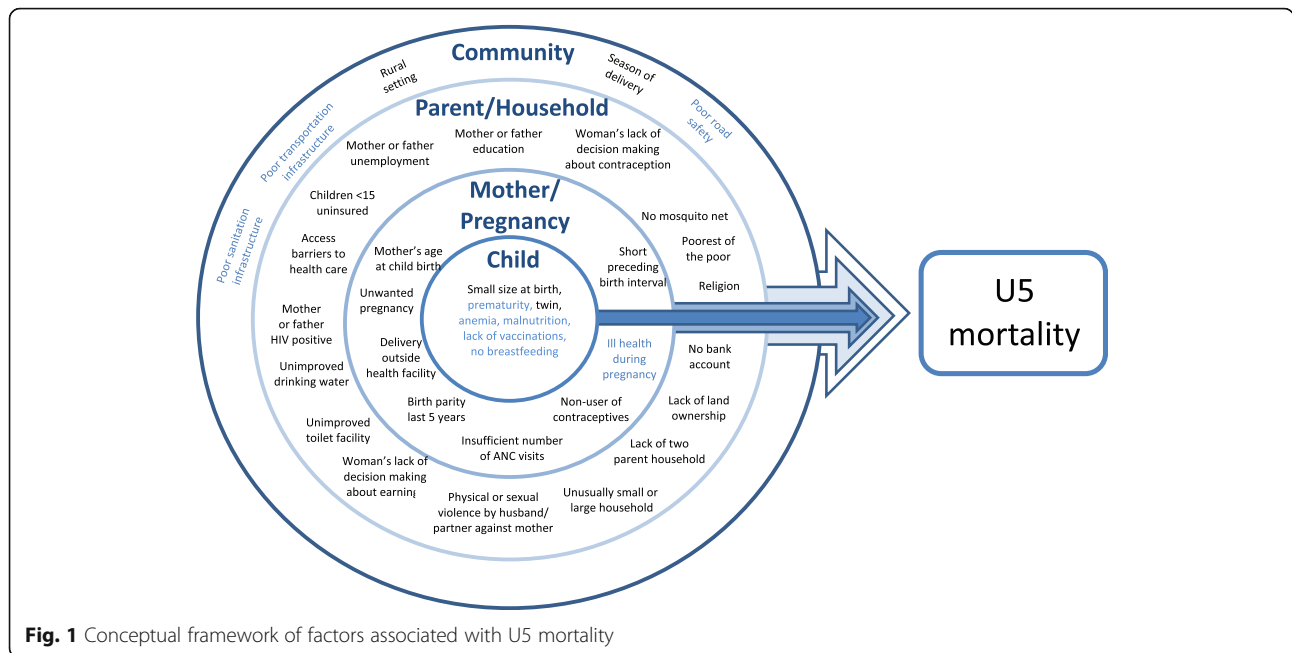 Community
Rural
setting
Season of
delivery
Poor road
safety
Poor transportation
infrastructure
Poor sanitation
infrastructure
Parent/Household
Mother or father
unemployment
Mother or father
education
Woman's lack of
decision making
about contraception
Children <15
uninsured
Access
barriers to
health care
Mother
or father
HIV positive
Unimproved
drinking water
Unimproved
toilet facility
Woman's lack of
decision making
about earning
Physical or sexual
violence by husband/
partner against mother
Unusually small or
large household
Lack of two
parent household
Lack of land
ownership
No bank
account
Religion
Poorest of
the poor
No mosquito net
Mother/
Pregnancy
Mother's age
at child birth
Unwanted
pregnancy
Delivery
outside
health facility
Birth parity
last 5 years
Insufficient number
of ANC visits
Non-user of
contraceptives
Ill health
during
pregnancy
Short
preceding
birth interval
Child
Small size at birth,
prematurity, twin,
anemia, malnutrition,
lack of vaccinations,
no breastfeeding
U5
mortality
Fig. 1 Conceptual framework of factors associated with U5 mortality